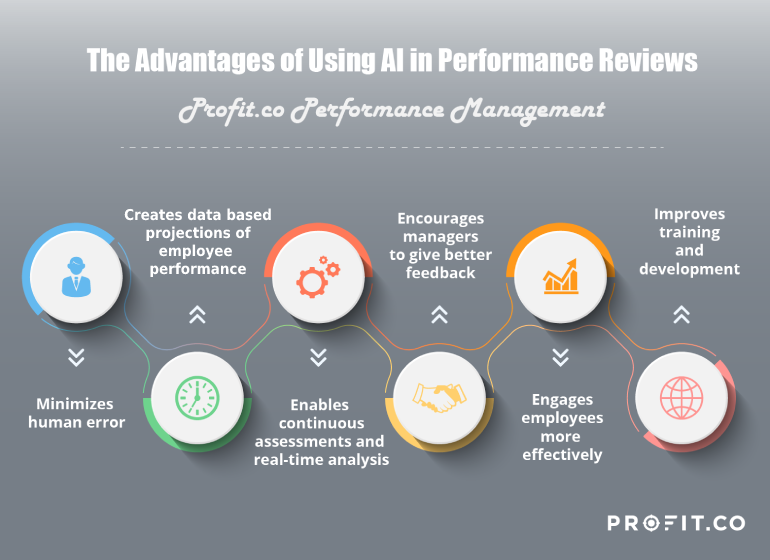 The Advantages of Using AI in Performance Reviews
Profit.co Performance Management
Minimizes
human error
Creates data based
projections of
employee
performance
Enables
continuous
assessments and
real-time analysis
Encourages
managers
to give better
feedback
Engages
employees
more
effectively
Improves
training
and
development
PROFIT.CO